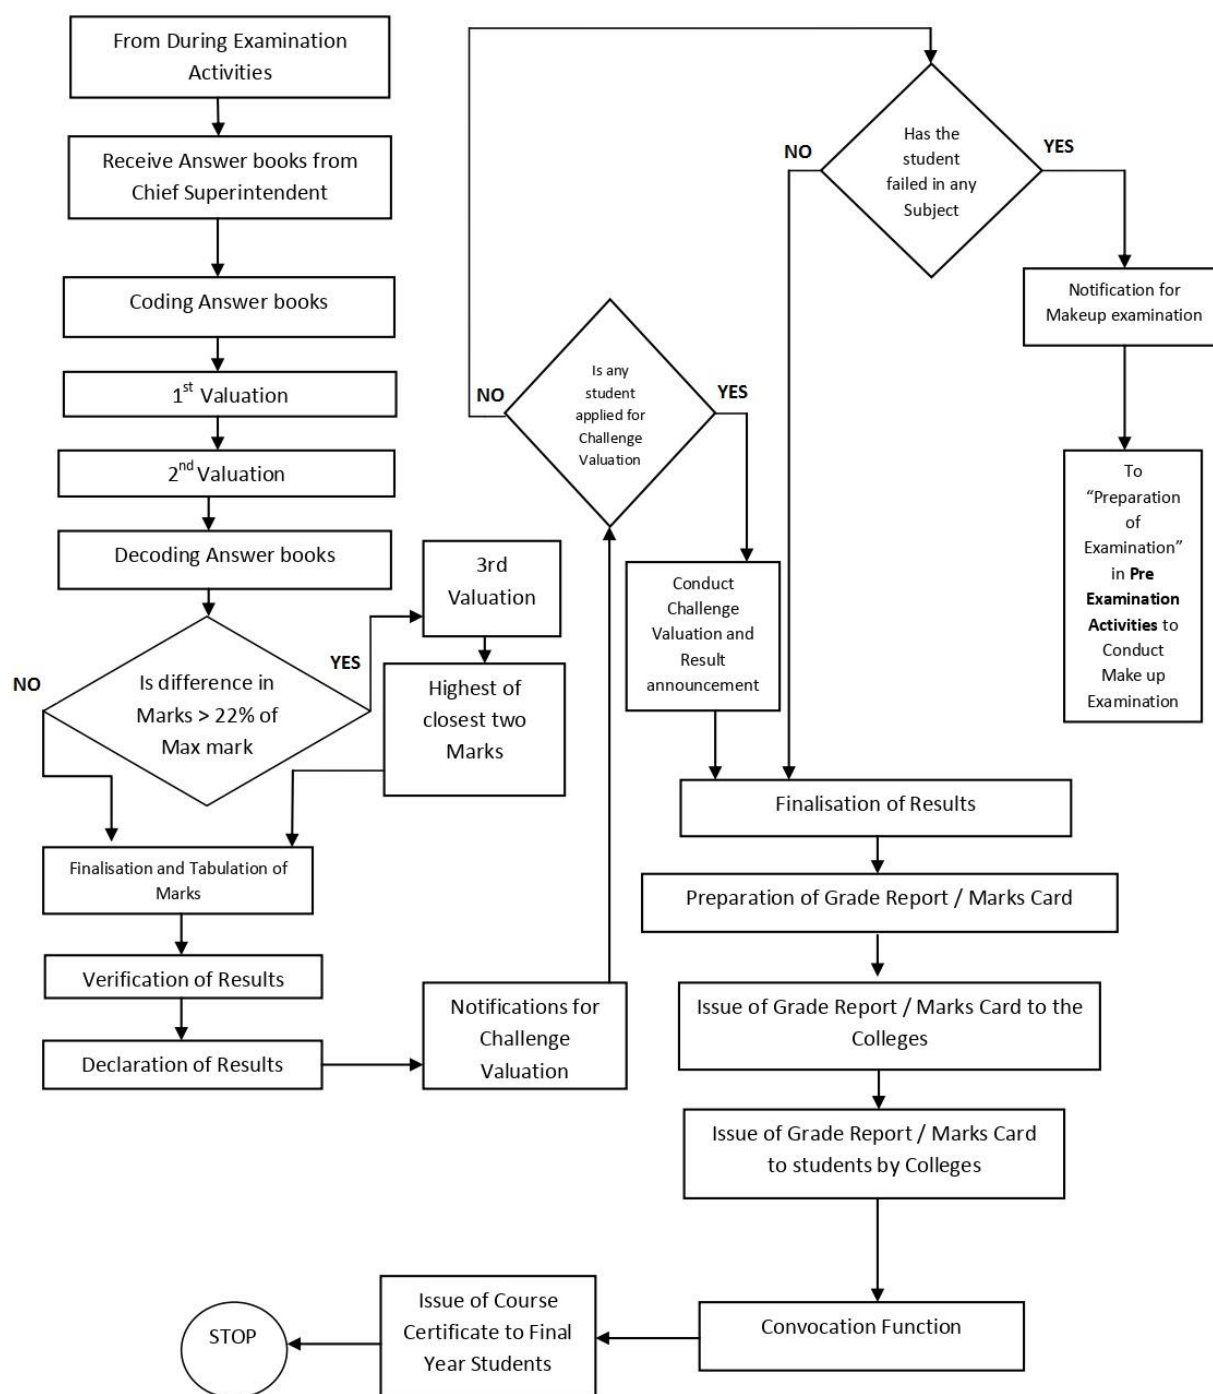 From During Examination
Activities
Receive Answer books from
Chief Superintendent
Coding Answer books
1st Valuation
2nd Valuation
Decoding Answer books
Is difference in
Marks > 22% of
Max mark
NO
YES
3rd
Valuation
Highest of
closest two
Marks
Finalisation and Tabulation of
Marks
Verification of Results
Declaration of Results
Notifications for
Challenge
Valuation
Is any
student
applied for
Challenge
Valuation
NO
YES
Conduct
Challenge
Valuation and
Result
announcement
Has the
student
failed in any
Subject
NO
YES
Notification for
Makeup examination
To
“Preparation
of
Examination”
in Pre
Examination
Activities to
Conduct
Make up
Examination
Finalisation of Results
Preparation of Grade Report / Marks Card
Issue of Grade Report / Marks Card to the
Colleges
Issue of Grade Report / Marks Card
to students by Colleges
Convocation Function
Issue of Course
Certificate to Final
Year Students
STOP